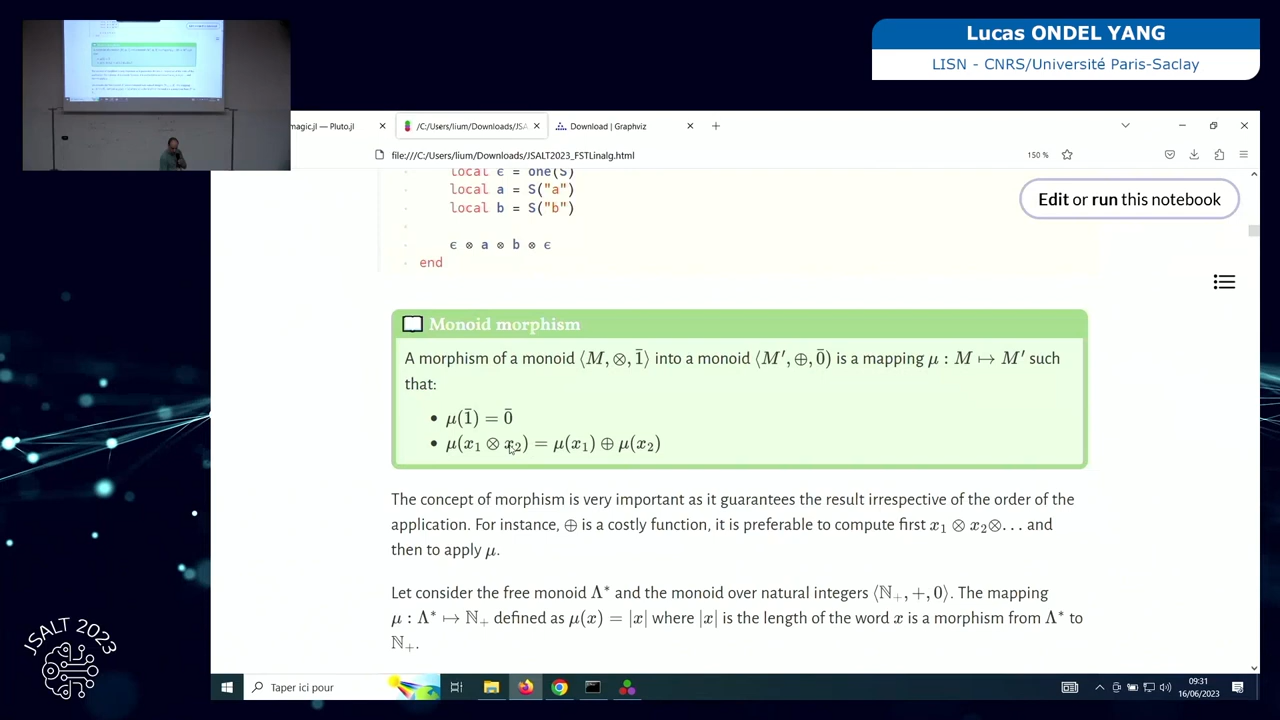 Lucas ONDEL YANG
LISN - CNRS/Université Paris-Saclay
magic.jl — Pluto.jl
/C:/Users/lium/Downloads/JSA
Download | Graphviz
file:///C:/Users/lium/Downloads/JSALT2023_FSTLinalg.html
150 %
local ϵ = one(S)
local a = S("a")
local b = S("b")
ϵ ⊗ a ⊗ b ⊗ ϵ
end
Edit or run this notebook
Monoid morphism
A morphism of a monoid ⟨M, ⊗, 1̄⟩ into a monoid ⟨M′, ⊕, 0̄⟩ is a mapping μ : M ↦ M′ such
that:
• μ(1̄) = 0̄
• μ(x₁ ⊗ x₂) = μ(x₁) ⊕ μ(x₂)
The concept of morphism is very important as it guarantees the result irrespective of the order of the
application. For instance, ⊕ is a costly function, it is preferable to compute first x₁ ⊗ x₂⊗… and
then to apply μ.
Let consider the free monoid Λ* and the monoid over natural integers ⟨ℕ₊, +, 0⟩. The mapping
μ : Λ* ↦ ℕ₊ defined as μ(x) = |x| where |x| is the length of the word x is a morphism from Λ* to
ℕ₊.
JSALT 2023
Taper ici pour
09:31
16/06/2023